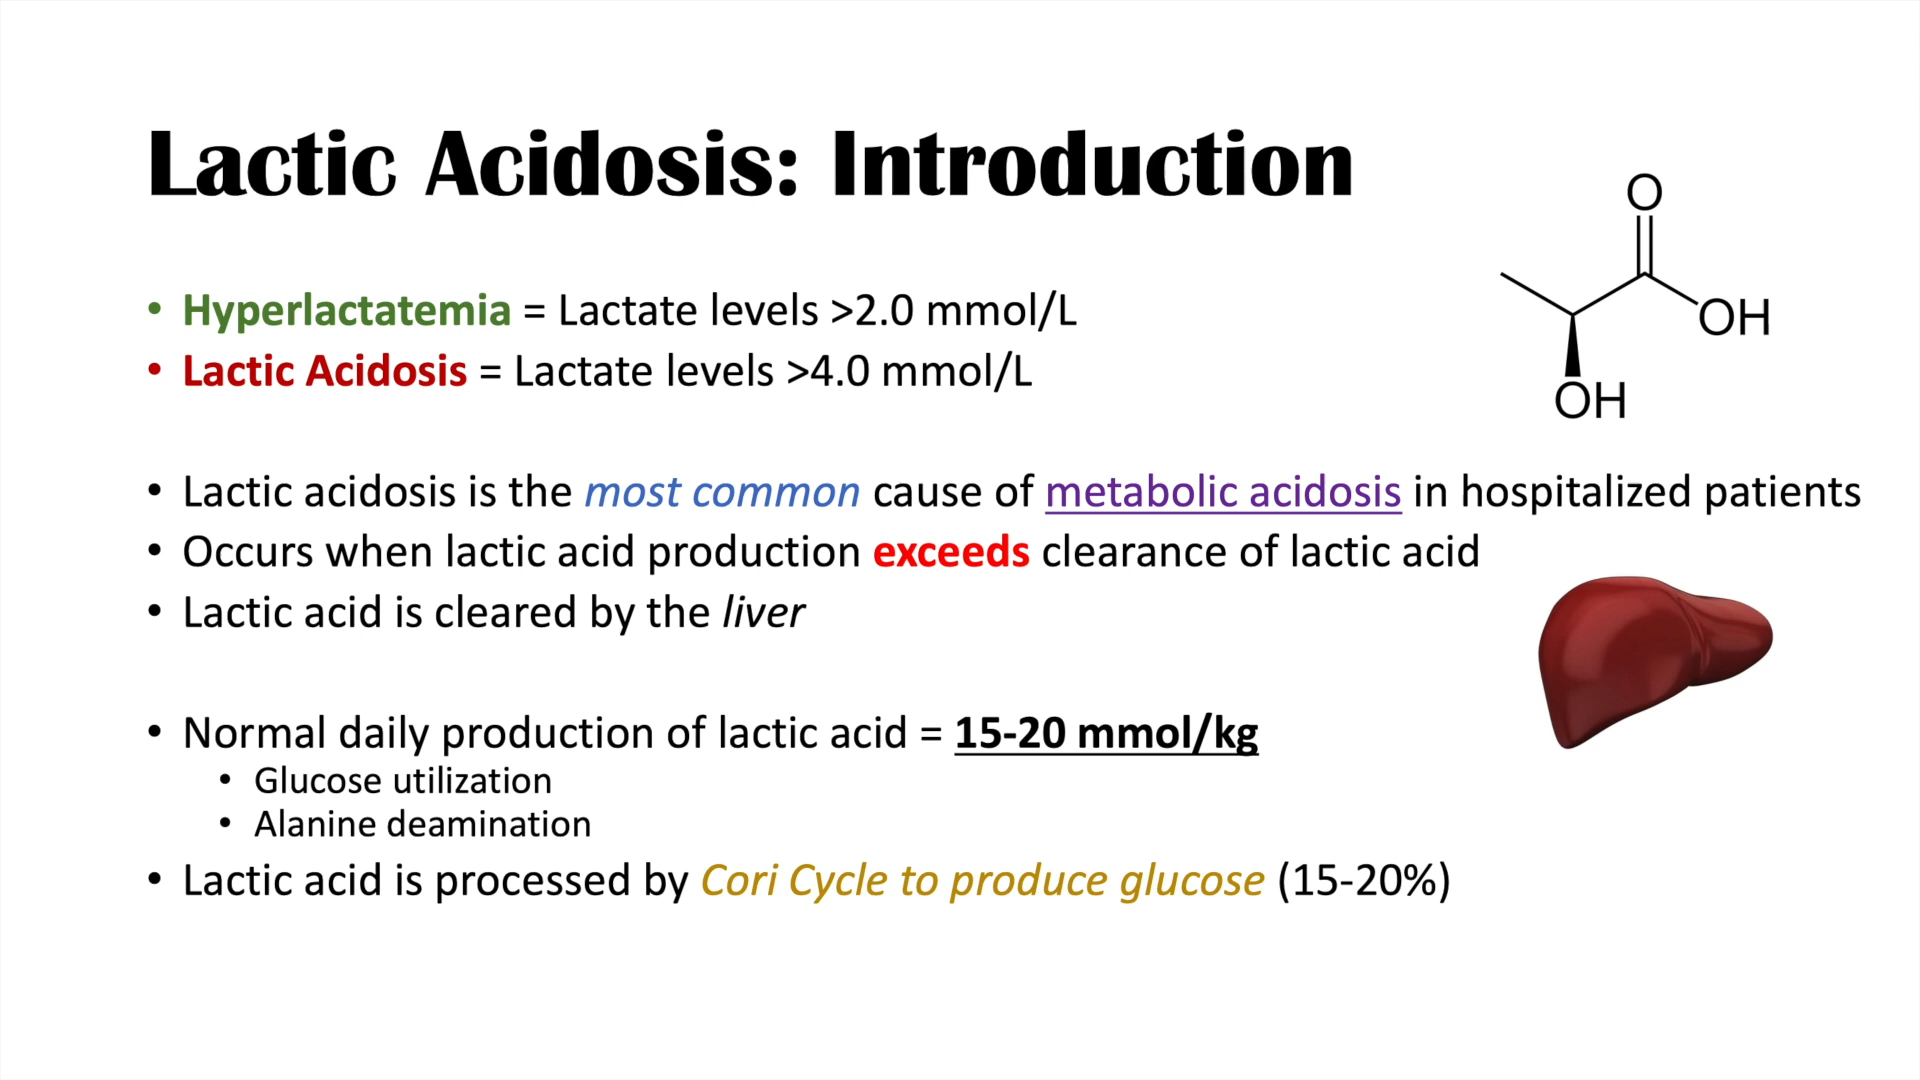 Lactic Acidosis: Introduction
• Hyperlactatemia = Lactate levels >2.0 mmol/L
• Lactic Acidosis = Lactate levels >4.0 mmol/L
O
OH
OH
• Lactic acidosis is the most common cause of metabolic acidosis in hospitalized patients
• Occurs when lactic acid production exceeds clearance of lactic acid
• Lactic acid is cleared by the liver
• Normal daily production of lactic acid = 15-20 mmol/kg
• Glucose utilization
• Alanine deamination
• Lactic acid is processed by Cori Cycle to produce glucose (15-20%)